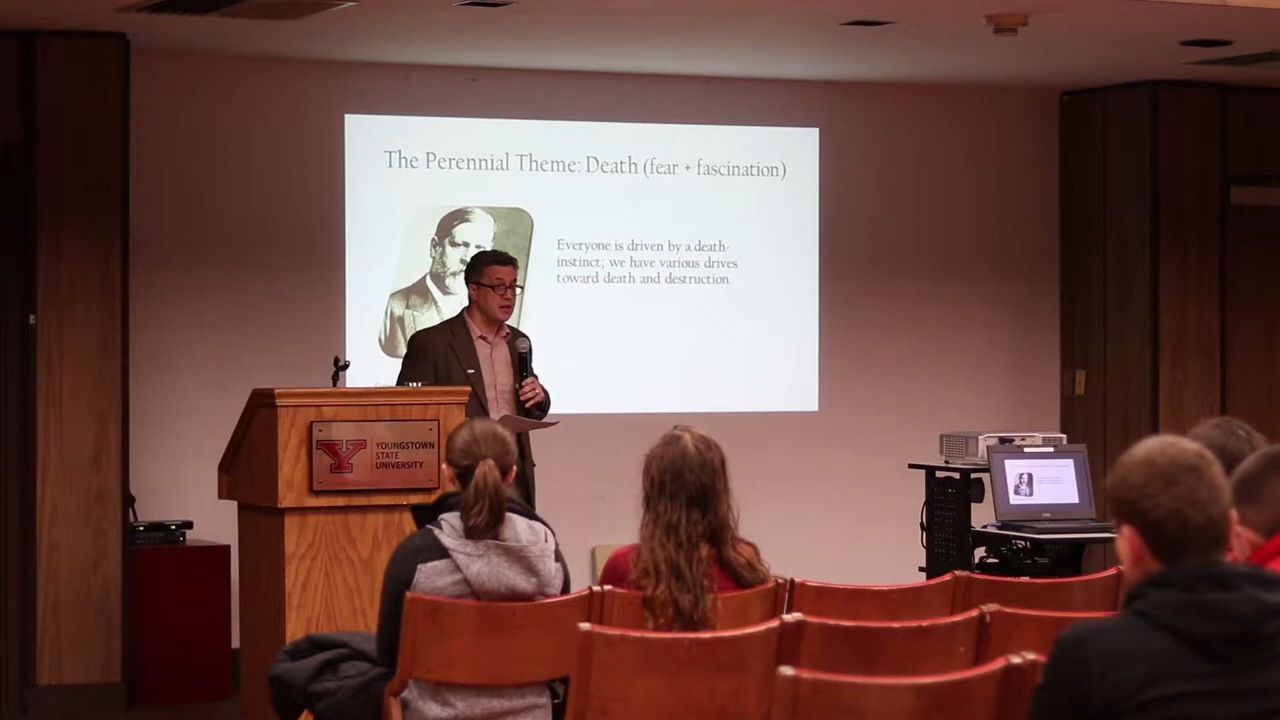 The Perennial Theme: Death (fear + fascination)
Everyone is driven by a death-
instinct; we have various drives
toward death and destruction.
Y
YOUNGSTOWN
STATE
UNIVERSITY